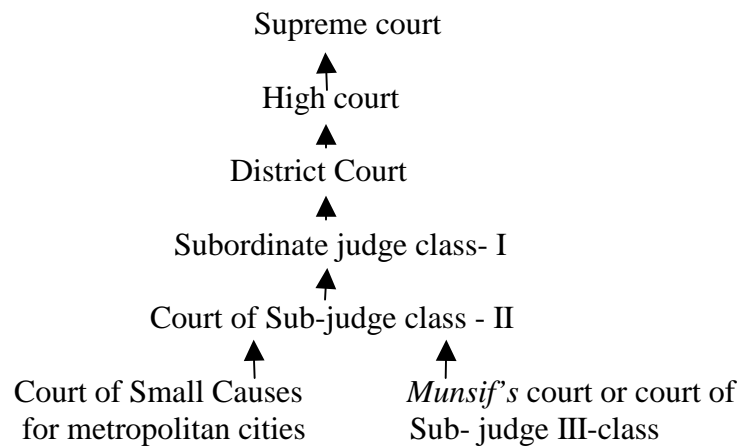 Supreme court
High court
District Court
Subordinate judge class- I
Court of Sub-judge class - II
Court of Small Causes
for metropolitan cities
Munsif’s court or court of
Sub- judge III-class